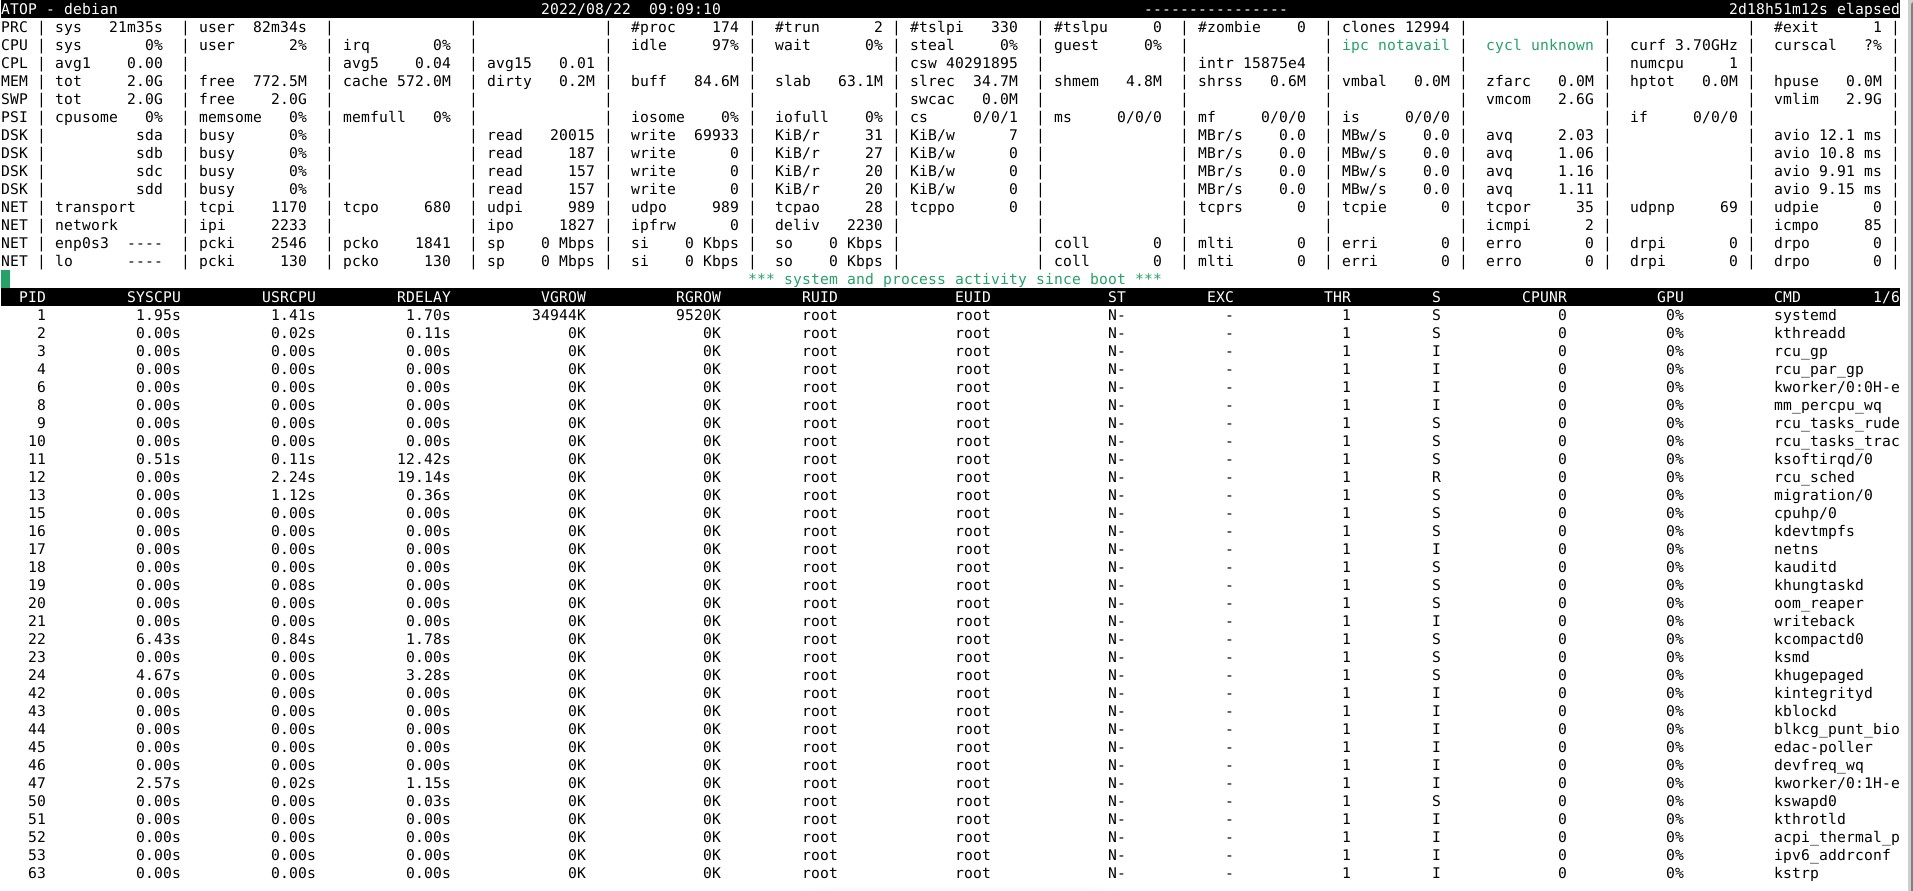 ATOP - debian 2022/08/22 09:09:10 --------------- 2d18h51m12s elapsed
PRC | sys 21m35s | user 82m34s | | | #proc 174 | #trun 2 | #tslpi 330 | #tslpu 0 | #zombie 0 | clones 12994 | | | #exit 1 |
CPU | sys 0% | user 2% | irq 0% | | idle 97% | wait 0% | steal 0% | guest 0% | | ipc notavail | cycl unknown | curf 3.70GHz | curscal ?% |
CPL | avg1 0.00 | | avg5 0.04 | avg15 0.01 | | | csw 40291895 | | intr 15875e4 | | | numcpu 1 | |
MEM | tot 2.0G | free 772.5M | cache 572.0M | dirty 0.2M | buff 84.6M | slab 63.1M | slrec 34.7M | shmem 4.8M | shrss 0.6M | vmbal 0.0M | zfarc 0.0M | hptot 0.0M | hpuse 0.0M |
SWP | tot 2.0G | free 2.0G | | | | | swcac 0.0M | | | | vmcom 2.6G | | vmlim 2.9G |
PSI | cpusome 0% | memsome 0% | memfull 0% | | iosome 0% | iofull 0% | cs 0/0/1 | ms 0/0/0 | mf 0/0/0 | is 0/0/0 | | if 0/0/0 | |
DSK | sda | busy 0% | | read 20015 | write 69933 | KiB/r 31 | KiB/w 7 | | MBr/s 0.0 | MBw/s 0.0 | avq 2.03 | | avio 12.1 ms |
DSK | sdb | busy 0% | | read 187 | write 0 | KiB/r 27 | KiB/w 0 | | MBr/s 0.0 | MBw/s 0.0 | avq 1.06 | | avio 10.8 ms |
DSK | sdc | busy 0% | | read 157 | write 0 | KiB/r 20 | KiB/w 0 | | MBr/s 0.0 | MBw/s 0.0 | avq 1.16 | | avio 9.91 ms |
DSK | sdd | busy 0% | | read 157 | write 0 | KiB/r 20 | KiB/w 0 | | MBr/s 0.0 | MBw/s 0.0 | avq 1.11 | | avio 9.15 ms |
NET | transport | tcpi 1170 | tcpo 680 | udpi 989 | udpo 989 | tcpao 28 | tcppo 0 | | tcprs 0 | tcpie 0 | tcpor 35 | udpnp 69 | udpie 0 |
NET | network | ipi 2233 | | ipo 1827 | ipfrw 0 | deliv 2230 | | | | | icmpi 2 | | icmpo 85 |
NET | enp0s3 ---- | pcki 2546 | pcko 1841 | sp 0 Mbps | si 0 Kbps | so 0 Kbps | | coll 0 | mlti 0 | erri 0 | erro 0 | drpi 0 | drpo 0 |
NET | lo ---- | pcki 130 | pcko 130 | sp 0 Mbps | si 0 Kbps | so 0 Kbps | | coll 0 | mlti 0 | erri 0 | erro 0 | drpi 0 | drpo 0 |
*** system and process activity since boot ***
PID SYSCPU USRCPU RDELAY VGROW RGROW RUID EUID ST EXC THR S CPUNR GPU CMD 1/6
1 1.95s 1.41s 1.70s 34944K 9520K root root N- - 1 S 0 0% systemd
2 0.00s 0.02s 0.11s 0K 0K root root N- - 1 S 0 0% kthreadd
3 0.00s 0.00s 0.00s 0K 0K root root N- - 1 I 0 0% rcu_gp
4 0.00s 0.00s 0.00s 0K 0K root root N- - 1 I 0 0% rcu_par_gp
6 0.00s 0.00s 0.00s 0K 0K root root N- - 1 I 0 0% kworker/0:0H-e
8 0.00s 0.00s 0.00s 0K 0K root root N- - 1 I 0 0% mm_percpu_wq
9 0.00s 0.00s 0.00s 0K 0K root root N- - 1 S 0 0% rcu_tasks_rude
10 0.00s 0.00s 0.00s 0K 0K root root N- - 1 S 0 0% rcu_tasks_trac
11 0.51s 0.11s 12.42s 0K 0K root root N- - 1 S 0 0% ksoftirqd/0
12 0.00s 2.24s 19.14s 0K 0K root root N- - 1 R 0 0% rcu_sched
13 0.00s 1.12s 0.36s 0K 0K root root N- - 1 S 0 0% migration/0
15 0.00s 0.00s 0.00s 0K 0K root root N- - 1 S 0 0% cpuhp/0
16 0.00s 0.00s 0.00s 0K 0K root root N- - 1 S 0 0% kdevtmpfs
17 0.00s 0.00s 0.00s 0K 0K root root N- - 1 I 0 0% netns
18 0.00s 0.00s 0.00s 0K 0K root root N- - 1 S 0 0% kauditd
19 0.00s 0.08s 0.00s 0K 0K root root N- - 1 S 0 0% khungtaskd
20 0.00s 0.00s 0.00s 0K 0K root root N- - 1 S 0 0% oom_reaper
21 0.00s 0.00s 0.00s 0K 0K root root N- - 1 I 0 0% writeback
22 6.43s 0.84s 1.78s 0K 0K root root N- - 1 S 0 0% kcompactd0
23 0.00s 0.00s 0.00s 0K 0K root root N- - 1 S 0 0% ksmd
24 4.67s 0.00s 3.28s 0K 0K root root N- - 1 S 0 0% khugepaged
42 0.00s 0.00s 0.00s 0K 0K root root N- - 1 I 0 0% kintegrityd
43 0.00s 0.00s 0.00s 0K 0K root root N- - 1 I 0 0% kblockd
44 0.00s 0.00s 0.00s 0K 0K root root N- - 1 I 0 0% blkcg_punt_bio
45 0.00s 0.00s 0.00s 0K 0K root root N- - 1 I 0 0% edac-poller
46 0.00s 0.00s 0.00s 0K 0K root root N- - 1 I 0 0% devfreq_wq
47 2.57s 0.02s 1.15s 0K 0K root root N- - 1 I 0 0% kworker/0:1H-e
50 0.00s 0.00s 0.03s 0K 0K root root N- - 1 S 0 0% kswapd0
51 0.00s 0.00s 0.00s 0K 0K root root N- - 1 I 0 0% kthrotld
52 0.00s 0.00s 0.00s 0K 0K root root N- - 1 I 0 0% acpi_thermal_p
53 0.00s 0.00s 0.00s 0K 0K root root N- - 1 I 0 0% ipv6_addrconf
63 0.00s 0.00s 0.00s 0K 0K root root N- - 1 I 0 0% kstrp